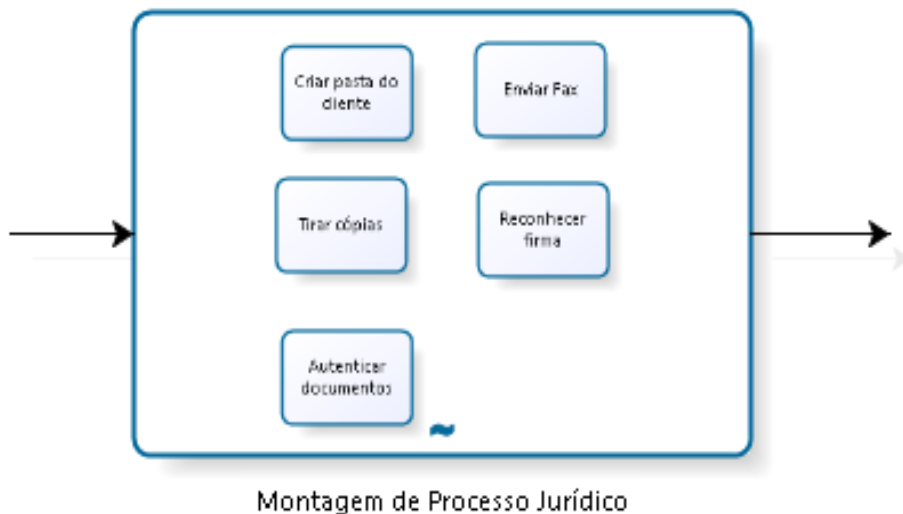 Criar pasta do
cliente
Enviar Fax
Tirar cópias
Reconhecer
firma
Autenticar
documentos
Montagem de Processo Jurídico